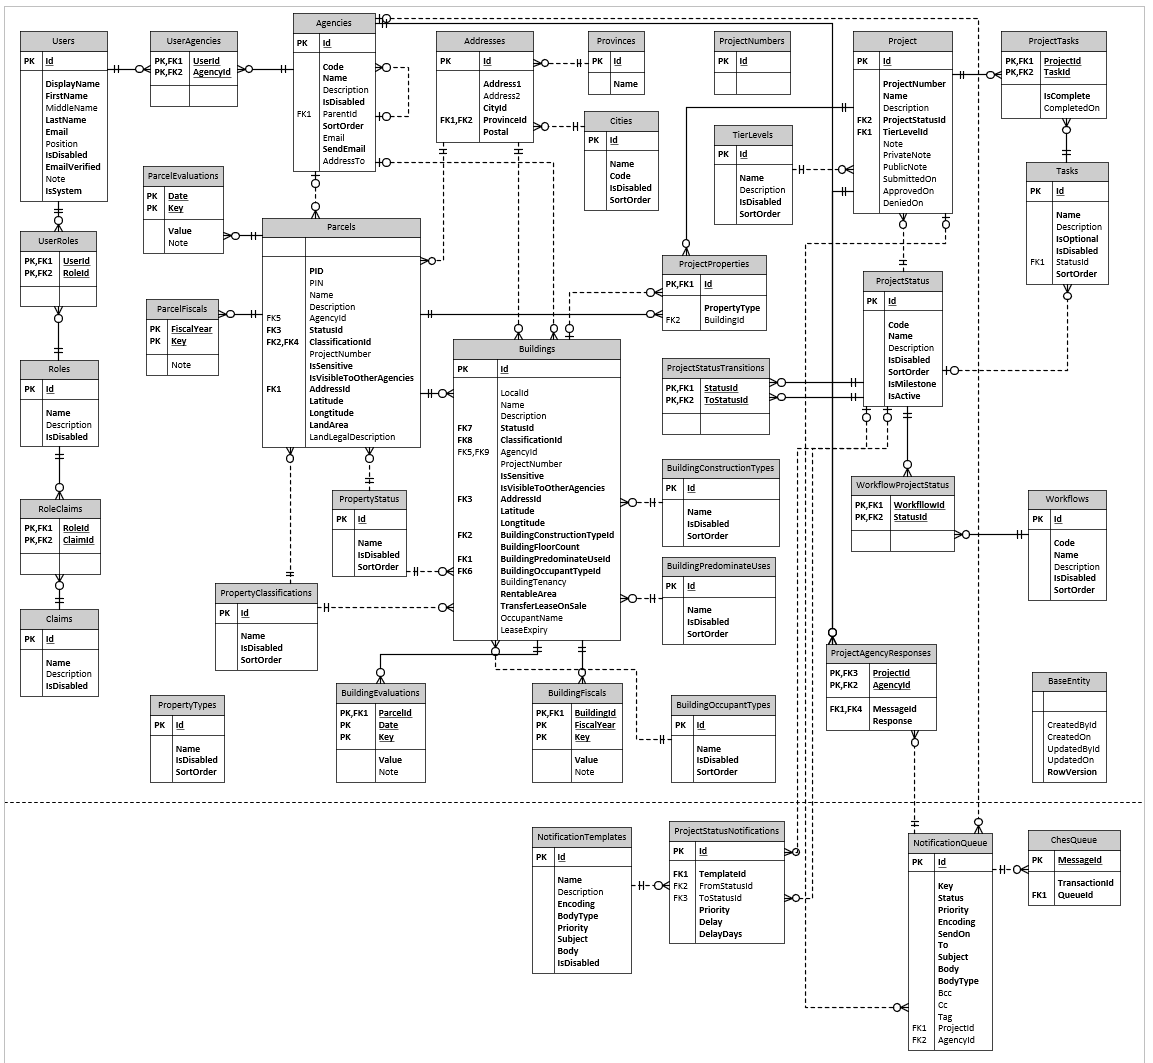 Users
PK Id
DisplayName
FirstName
MiddleName
LastName
Email
Position
IsDisabled
EmailVerified
Note
IsSystem
UserAgencies
PK,FK1 UserId
PK,FK2 AgencyId
Agencies
PK Id
Code
Name
Description
IsDisabled
FK1 ParentId
SortOrder
Email
SendEmail
AddressTo
Addresses
PK Id
Address1
Address2
CityId
FK1,FK2 ProvinceId
Postal
Provinces
PK Id
Name
ProjectNumbers
PK Id
Project
PK Id
ProjectNumber
Name
Description
FK2 ProjectStatusId
FK1 TierLevelId
Note
PrivateNote
PublicNote
SubmittedOn
ApprovedOn
DeniedOn
ProjectTasks
PK,FK1 ProjectId
PK,FK2 TaskId
IsComplete
CompletedOn
Cities
PK Id
Name
Code
IsDisabled
SortOrder
TierLevels
PK Id
Name
Description
IsDisabled
SortOrder
ParcelEvaluations
PK Date
PK Key
Value
Note
Tasks
PK Id
Name
Description
IsOptional
IsDisabled
FK1 StatusId
SortOrder
UserRoles
PK,FK1 UserId
PK,FK2 RoleId
Parcels
PID
PIN
Name
Description
FK5 AgencyId
FK3 StatusId
FK2,FK4 ClassificationId
ProjectNumber
IsSensitive
IsVisibleToOtherAgencies
FK1 AddressId
Latitude
Longtitude
LandArea
LandLegalDescription
ProjectProperties
PK,FK1 Id
PropertyType
FK2 BuildingId
ProjectStatus
PK Id
Code
Name
Description
IsDisabled
SortOrder
IsMilestone
IsActive
ParcelFiscals
PK FiscalYear
PK Key
Note
Buildings
PK Id
LocalId
Name
Description
FK7 StatusId
FK8 ClassificationId
FK5,FK9 AgencyId
ProjectNumber
IsSensitive
IsVisibleToOtherAgencies
FK3 AddressId
Latitude
Longtitude
FK2 BuildingConstructionTypeId
BuildingFloorCount
FK1 BuildingPredominateUseId
FK6 BuildingOccupantTypeId
BuildingTenancy
RentableArea
TransferLeaseOnSale
OccupantName
LeaseExpiry
Roles
PK Id
Name
Description
IsDisabled
ProjectStatusTransitions
PK,FK1 StatusId
PK,FK2 ToStatusId
BuildingConstructionTypes
PK Id
Name
IsDisabled
SortOrder
WorkflowProjectStatus
PK,FK1 WorkfllowId
PK,FK2 StatusId
Workflows
PK Id
Code
Name
Description
IsDisabled
SortOrder
PropertyStatus
PK Id
Name
IsDisabled
SortOrder
RoleClaims
PK,FK1 RoleId
PK,FK2 ClaimId
BuildingPredominateUses
PK Id
Name
IsDisabled
SortOrder
PropertyClassifications
PK Id
Name
IsDisabled
SortOrder
Claims
PK Id
Name
Description
IsDisabled
ProjectAgencyResponses
PK,FK3 ProjectId
PK,FK2 AgencyId
FK1,FK4 MessageId
Response
BaseEntity
CreatedById
CreatedOn
UpdatedById
UpdatedOn
RowVersion
PropertyTypes
PK Id
Name
IsDisabled
SortOrder
BuildingEvaluations
PK,FK1 ParcelId
PK Date
PK Key
Value
Note
BuildingFiscals
PK,FK1 BuildingId
PK FiscalYear
PK Key
Value
Note
BuildingOccupantTypes
PK Id
Name
IsDisabled
SortOrder
NotificationTemplates
PK Id
Name
Description
Encoding
BodyType
Priority
Subject
Body
IsDisabled
ProjectStatusNotifications
PK Id
FK1 TemplateId
FK2 FromStatusId
FK3 ToStatusId
Priority
Delay
DelayDays
NotificationQueue
PK Id
Key
Status
Priority
Encoding
SendOn
To
Subject
Body
BodyType
Bcc
Cc
Tag
FK1 ProjectId
FK2 AgencyId
ChesQueue
PK MessageId
TransactionId
FK1 QueueId